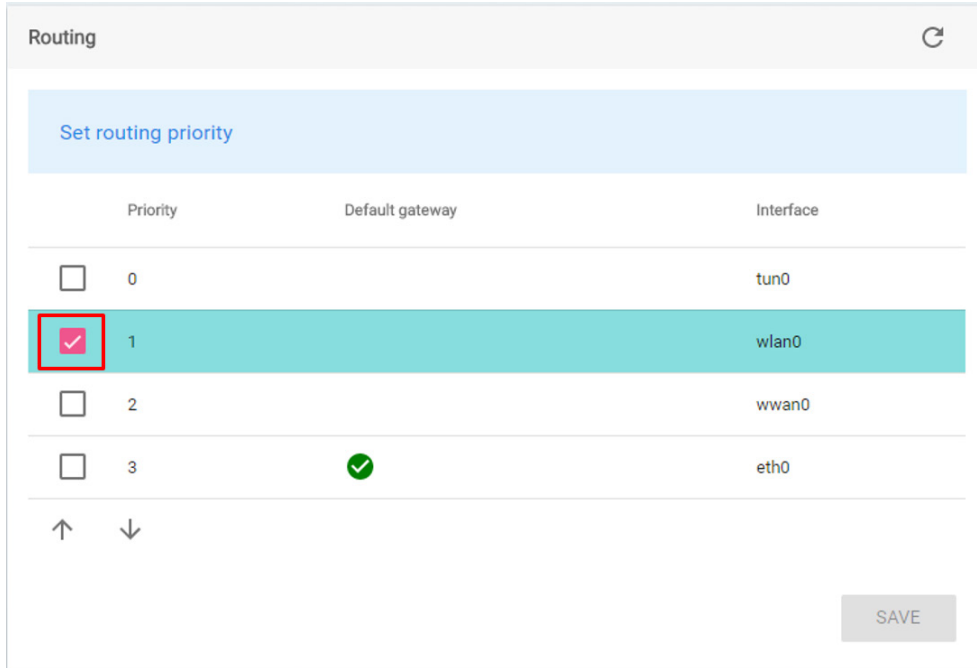 Routing
Set routing priority
Priority Default gateway Interface
0 tun0
1 wlan0
2 wwan0
3 eth0
SAVE